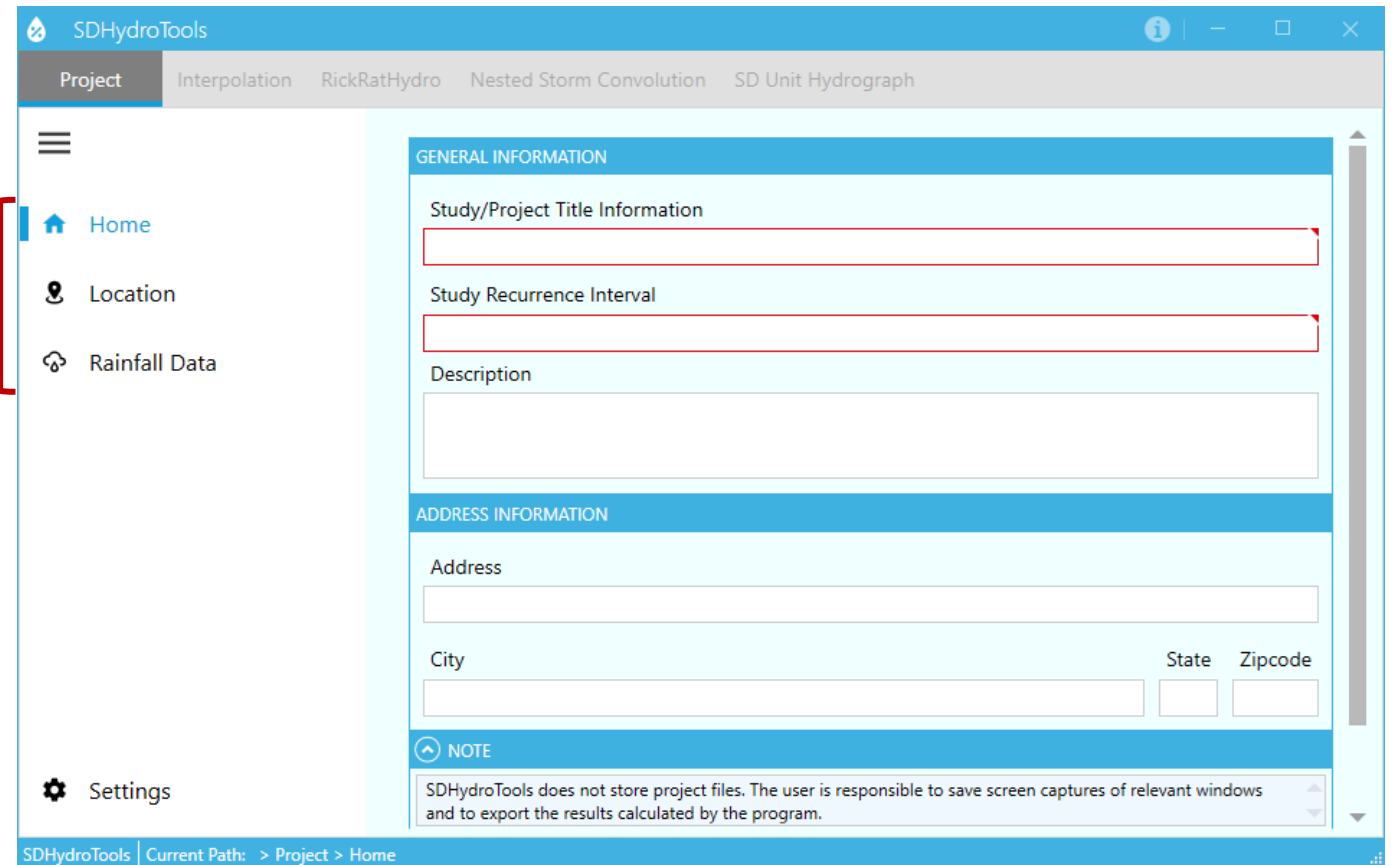 SDHydroTools
Project Interpolation RickRatHydro Nested Storm Convolution SD Unit Hydrograph
Home
Location
Rainfall Data
Settings
GENERAL INFORMATION
Study/Project Title Information
Study Recurrence Interval
Description
ADDRESS INFORMATION
Address
City State Zipcode
NOTE
SDHydroTools does not store project files. The user is responsible to save screen captures of relevant windows
and to export the results calculated by the program.
SDHydroTools Current Path: > Project > Home